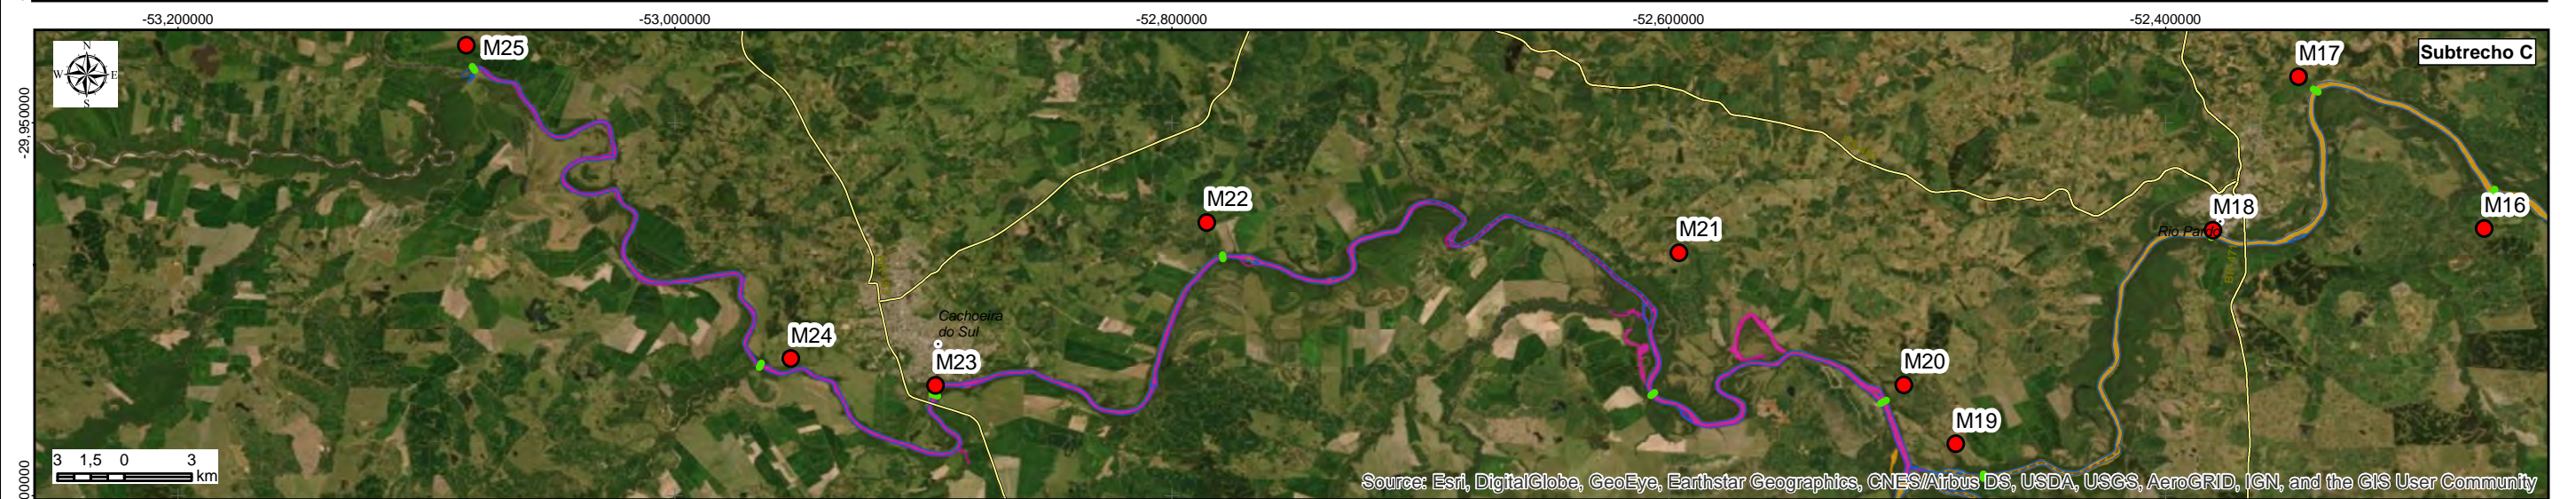 -53,200000
-53,000000
-52,800000
-52,600000
-52,400000
Subtrecho C
N
W
E
S
-29,950000
M25
M24
M23
M22
M21
M20
M19
M18
M17
M16
Cachoeira
do Sul
Rio Pardo
3 1,5 0 3
km
Source: Esri, DigitalGlobe, GeoEye, Earthstar Geographics, CNES/Airbus DS, USDA, USGS, AeroGRID, IGN, and the GIS User Community